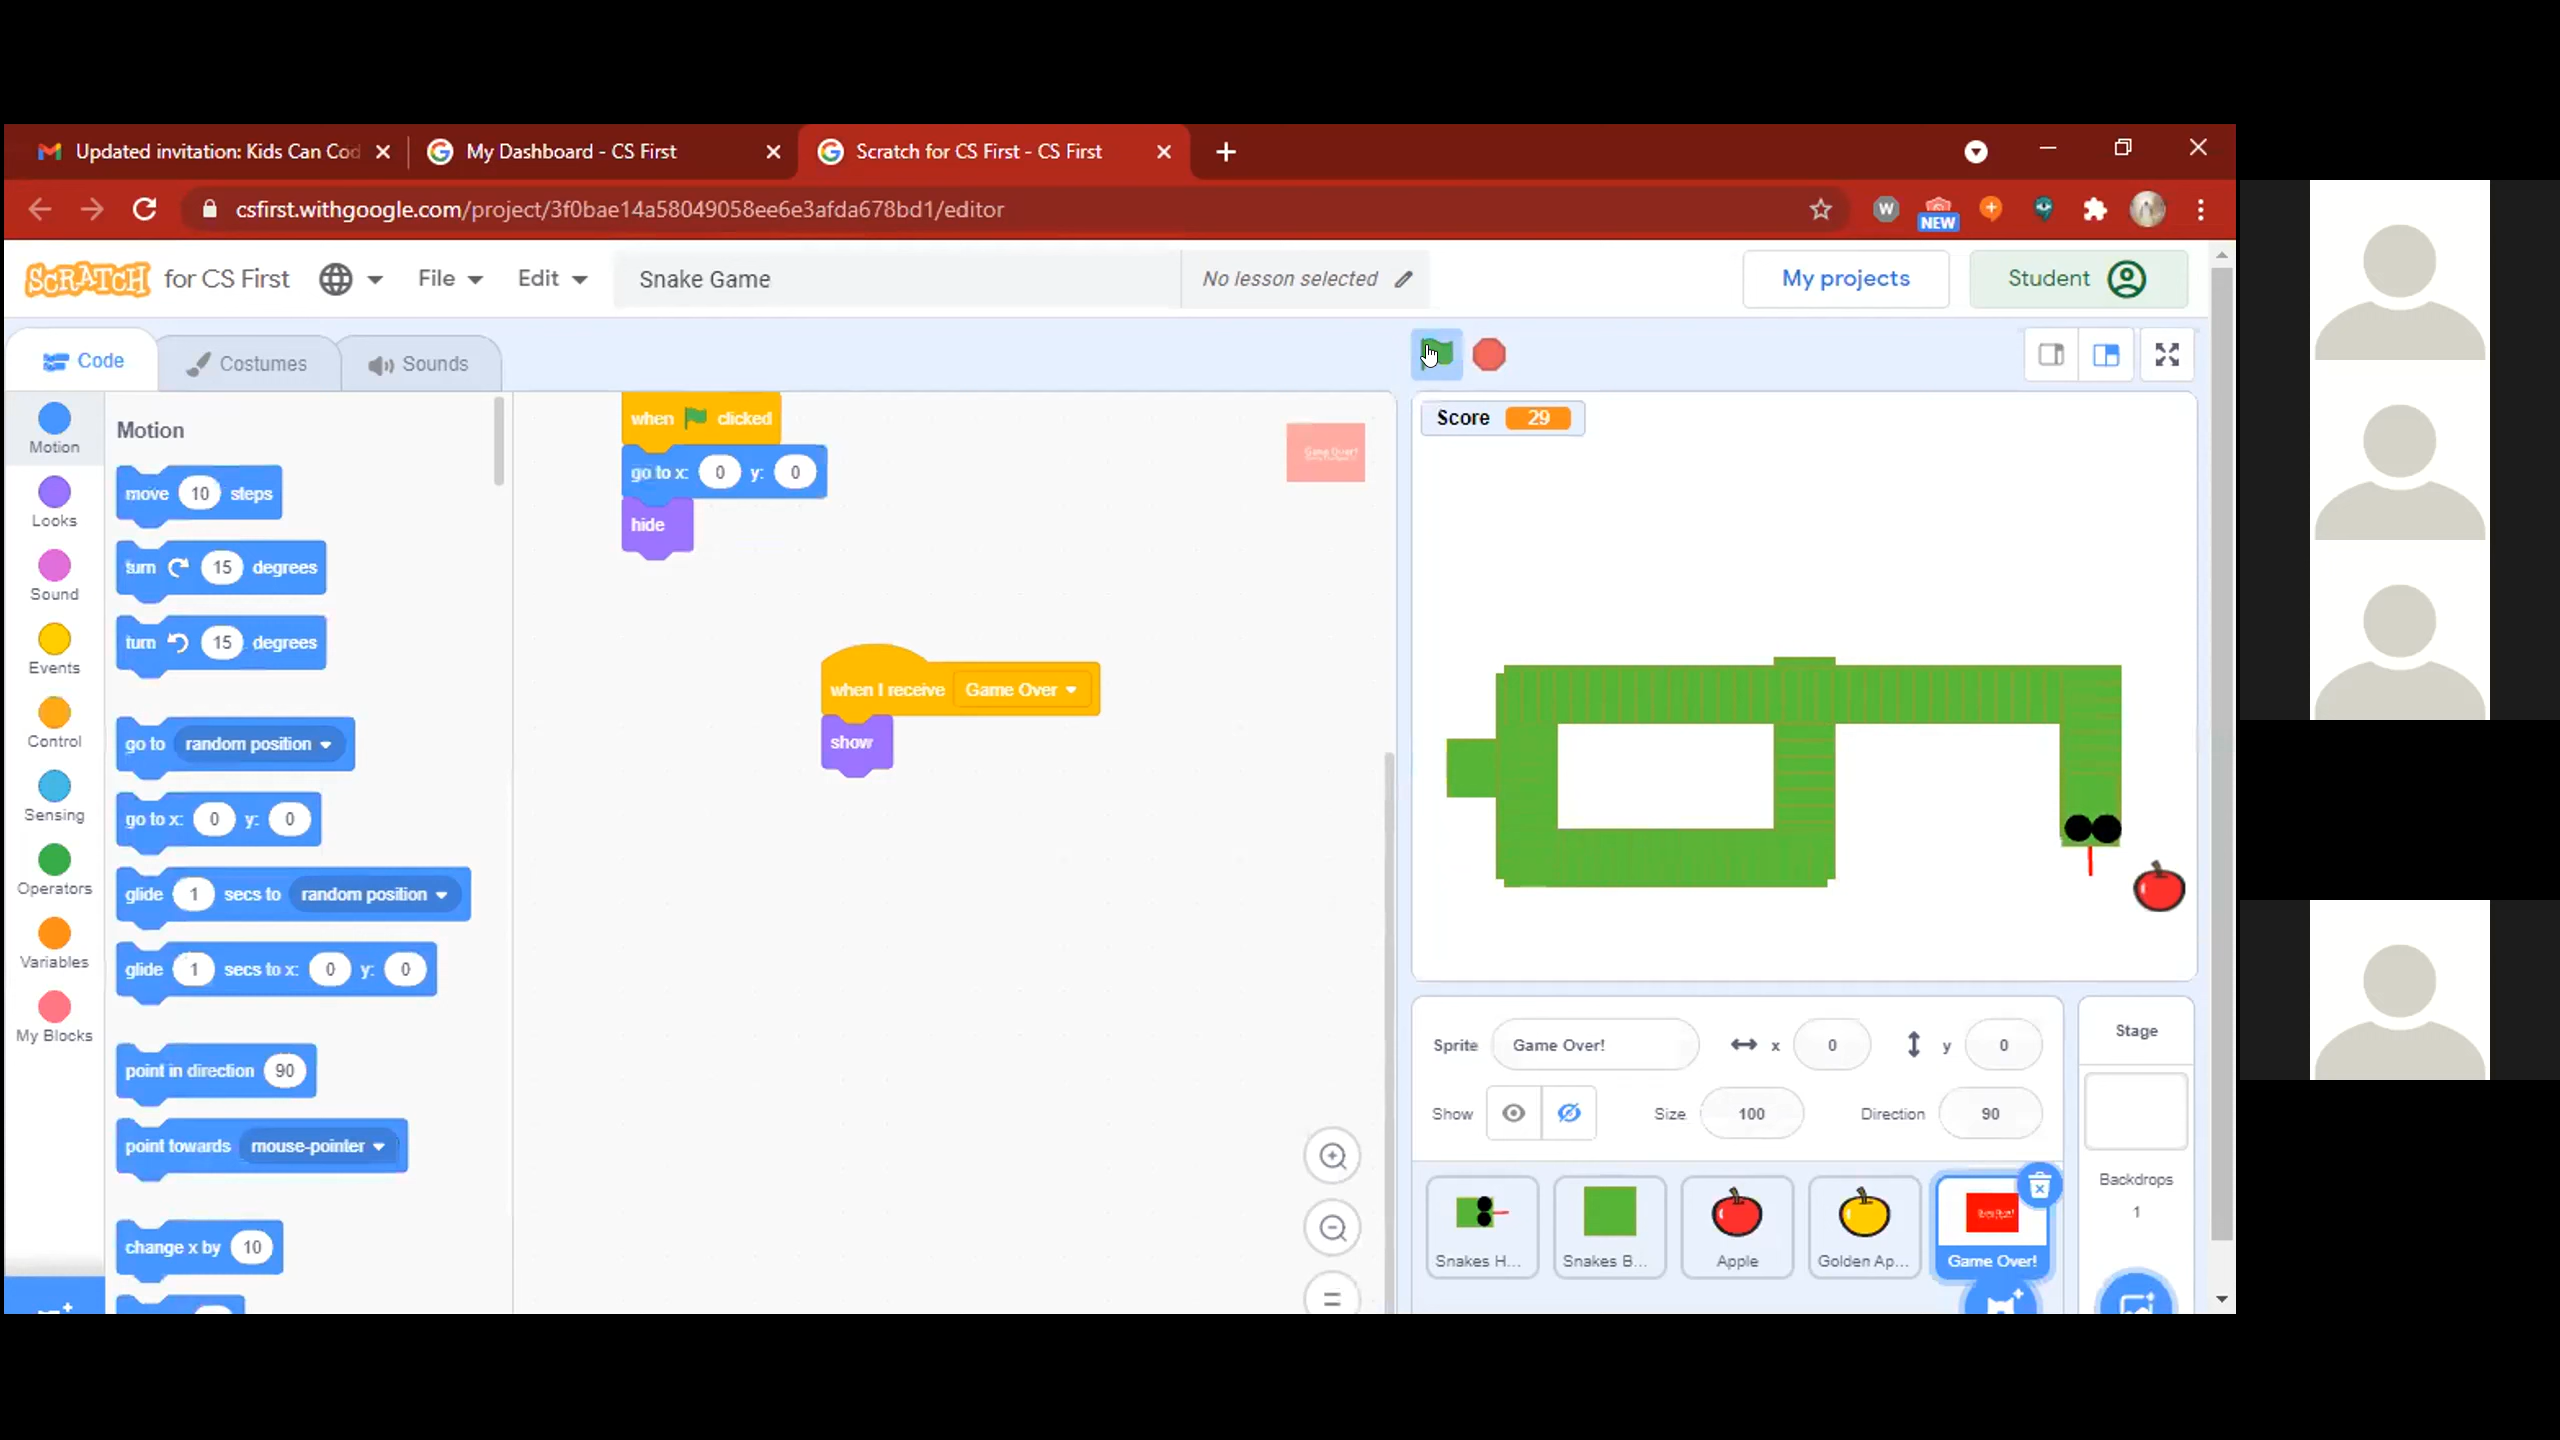 Updated invitation: Kids Can Cod
My Dashboard - CS First
Scratch for CS First - CS First
csfirst.withgoogle.com/project/3f0bae14a58049058ee6e3afda678bd1/editor
W
NEW
SCRATCH for CS First
File
Edit
Snake Game
No lesson selected
My projects
Student
Code
Costumes
Sounds
Motion
Looks
Sound
Events
Control
Sensing
Operators
Variables
My Blocks
Motion
move 10 steps
turn 15 degrees
turn 15 degrees
go to random position
go to x: 0 y: 0
glide 1 secs to random position
glide 1 secs to x: 0 y: 0
point in direction 90
point towards mouse-pointer
change x by 10
when clicked
go to x: 0 y: 0
hide
when I receive Game Over
show
Game Over!
Score 29
Sprite Game Over! x 0 y 0
Show Size 100 Direction 90
Snakes H...
Snakes B...
Apple
Golden Ap...
Game Over!
Stage
Backdrops
1